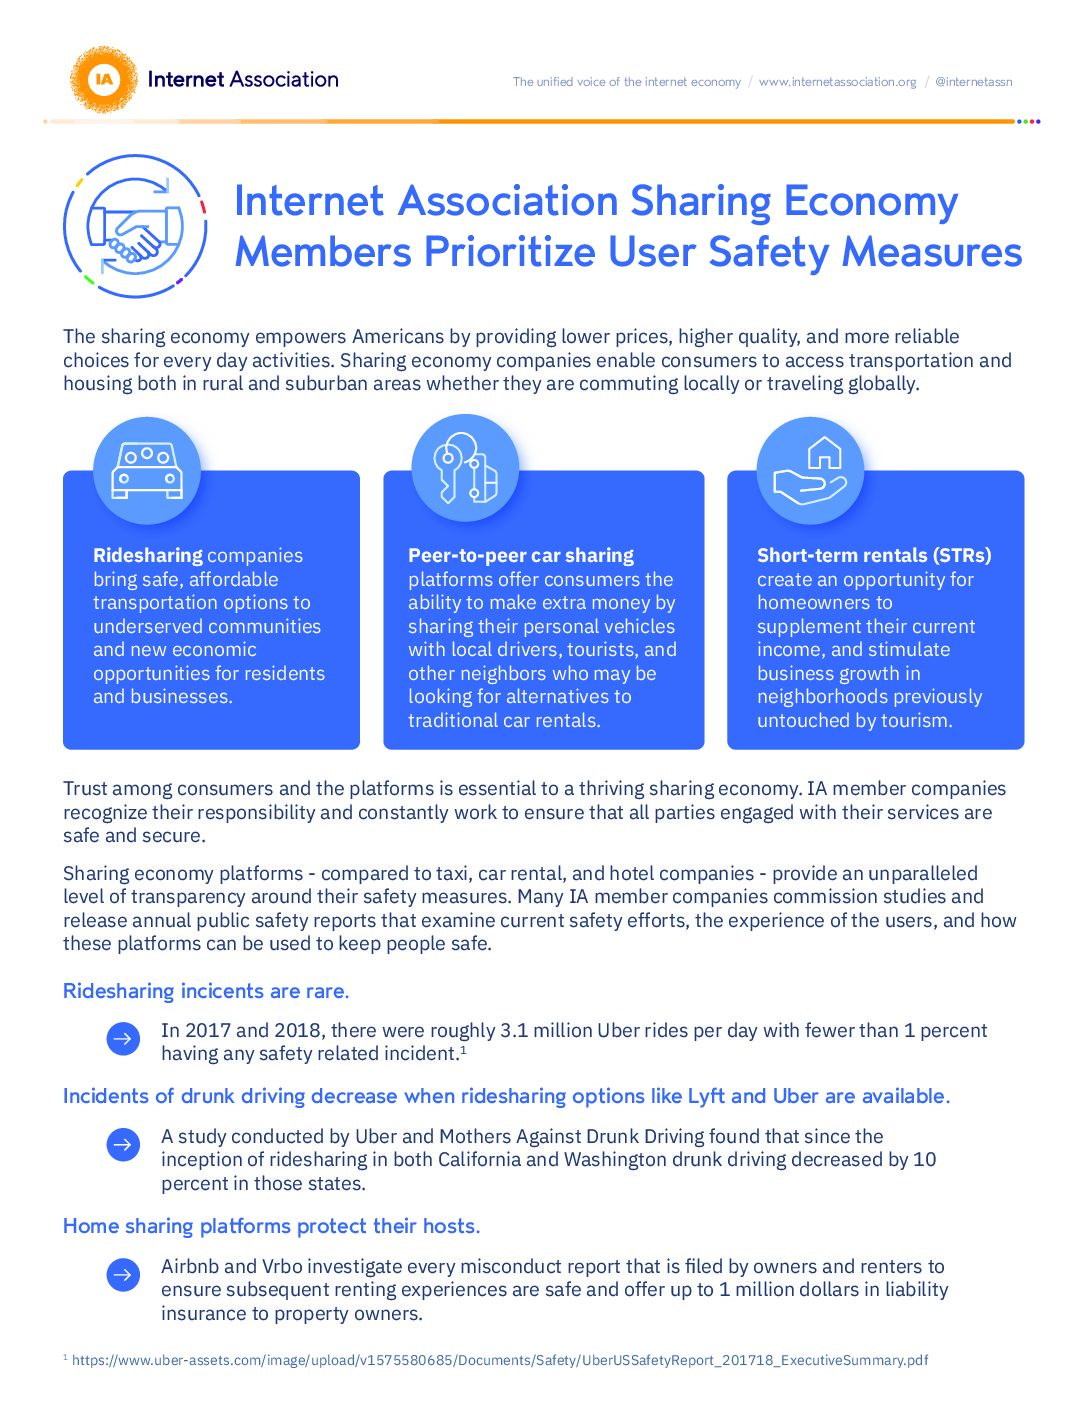 IA
Internet Association
The unified voice of the internet economy / www.internetassociation.org / @internetassn
Internet Association Sharing Economy
Members Prioritize User Safety Measures
The sharing economy empowers Americans by providing lower prices, higher quality, and more reliable
choices for every day activities. Sharing economy companies enable consumers to access transportation and
housing both in rural and suburban areas whether they are commuting locally or traveling globally.
Ridesharing companies
bring safe, affordable
transportation options to
underserved communities
and new economic
opportunities for residents
and businesses.
Peer-to-peer car sharing
platforms offer consumers the
ability to make extra money by
sharing their personal vehicles
with local drivers, tourists, and
other neighbors who may be
looking for alternatives to
traditional car rentals.
Short-term rentals (STRs)
create an opportunity for
homeowners to
supplement their current
income, and stimulate
business growth in
neighborhoods previously
untouched by tourism.
Trust among consumers and the platforms is essential to a thriving sharing economy. IA member companies
recognize their responsibility and constantly work to ensure that all parties engaged with their services are
safe and secure.
Sharing economy platforms - compared to taxi, car rental, and hotel companies - provide an unparalleled
level of transparency around their safety measures. Many IA member companies commission studies and
release annual public safety reports that examine current safety efforts, the experience of the users, and how
these platforms can be used to keep people safe.
Ridesharing incicents are rare.
In 2017 and 2018, there were roughly 3.1 million Uber rides per day with fewer than 1 percent
having any safety related incident.¹
Incidents of drunk driving decrease when ridesharing options like Lyft and Uber are available.
A study conducted by Uber and Mothers Against Drunk Driving found that since the
inception of ridesharing in both California and Washington drunk driving decreased by 10
percent in those states.
Home sharing platforms protect their hosts.
Airbnb and Vrbo investigate every misconduct report that is filed by owners and renters to
ensure subsequent renting experiences are safe and offer up to 1 million dollars in liability
insurance to property owners.
¹ https://www.uber-assets.com/image/upload/v1575580685/Documents/Safety/UberUSSafetyReport_201718_ExecutiveSummary.pdf